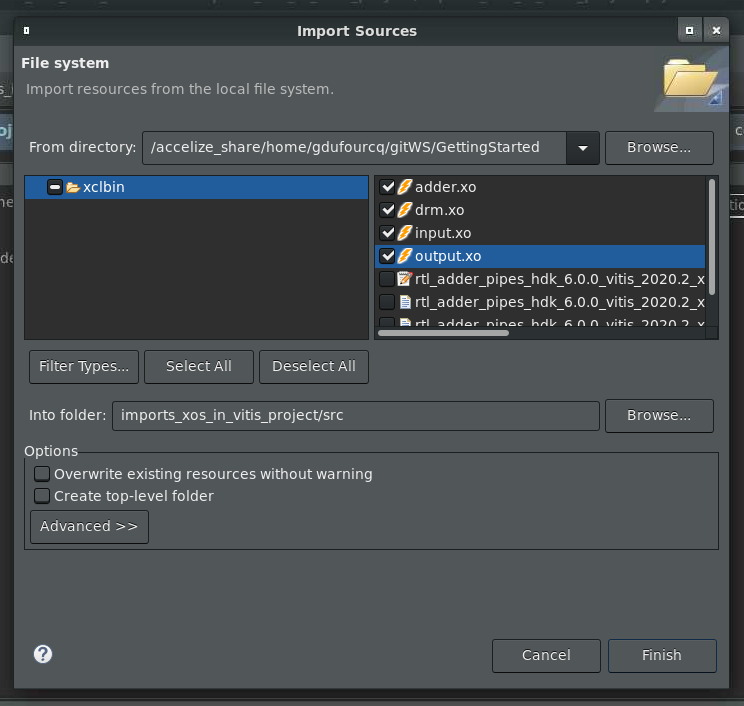 Import Sources
File system
Import resources from the local file system.
From directory: /accelize_share/home/gdufourcq/gitWS/GettingStarted Browse...
xclbin
adder.xo
drm.xo
input.xo
output.xo
rtl_adder_pipes_hdk_6.0.0_vitis_2020.2_x
rtl_adder_pipes_hdk_6.0.0_vitis_2020.2_x
rtl_adder_pipes_hdk_6.0.0_vitis_2020.2_x
Filter Types... Select All Deselect All
Into folder: imports_xos_in_vitis_project/src Browse...
Options
Overwrite existing resources without warning
Create top-level folder
Advanced >>
? Cancel Finish